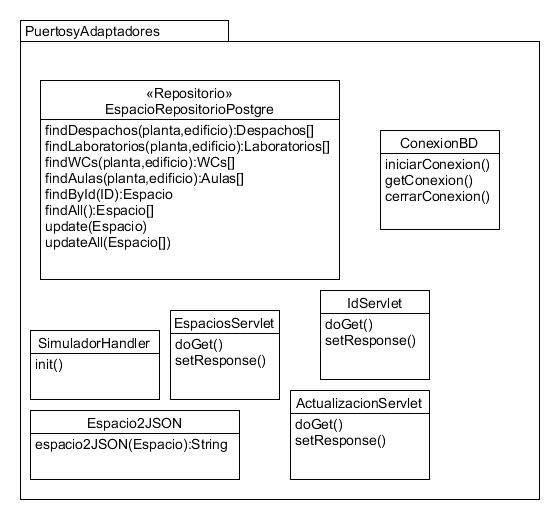 PuertosyAdaptadores
«Repositorio»
EspacioRepositorioPostgre
findDespachos(planta,edificio):Despachos[]
findLaboratorios(planta,edificio):Laboratorios[]
findWCs(planta,edificio):WCs[]
findAulas(planta,edificio):Aulas[]
findById(ID):Espacio
findAll():Espacio[]
update(Espacio)
updateAll(Espacio[])
ConexionBD
iniciarConexion()
getConexion()
cerrarConexion()
IdServlet
doGet()
setResponse()
EspaciosServlet
doGet()
setResponse()
SimuladorHandler
init()
ActualizacionServlet
doGet()
setResponse()
Espacio2JSON
espacio2JSON(Espacio):String